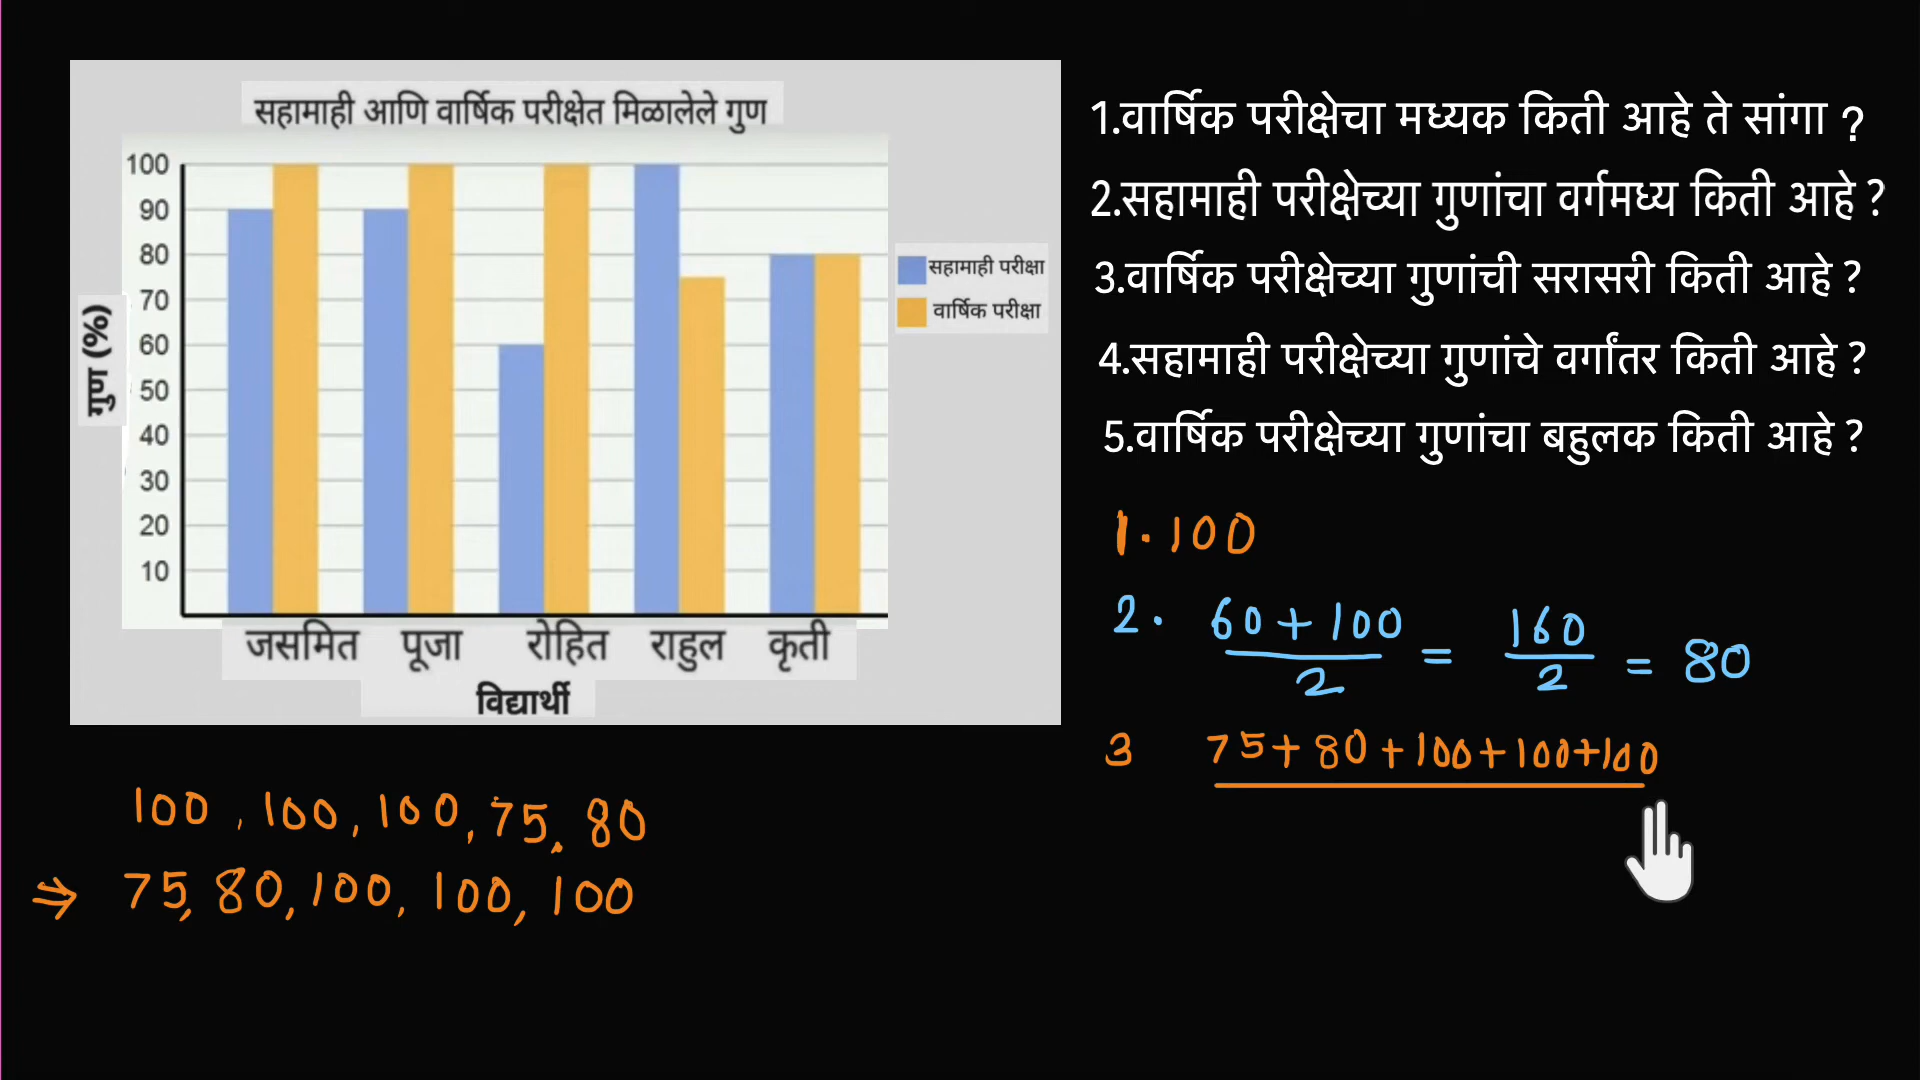 सहामाही आणि वार्षिक परीक्षेत मिळालेले गुण
100
90
80
70
60
50
40
30
20
10
गुण (%)
जसमित पूजा रोहित राहुल कृती
विद्यार्थी
सहामाही परीक्षा
वार्षिक परीक्षा
1.वार्षिक परीक्षेचा मध्यक किती आहे ते सांगा ?
2.सहामाही परीक्षेच्या गुणांचा वर्गमध्य किती आहे ?
3.वार्षिक परीक्षेच्या गुणांची सरासरी किती आहे ?
4.सहामाही परीक्षेच्या गुणांचे वर्गांतर किती आहे ?
5.वार्षिक परीक्षेच्या गुणांचा बहुलक किती आहे ?
1. 100
2. 60 + 100 / 2 = 160 / 2 = 80
3 75 + 80 + 100 + 100 + 100
100 , 100 , 100 , 75 , 80
⇒ 75, 80, 100, 100, 100